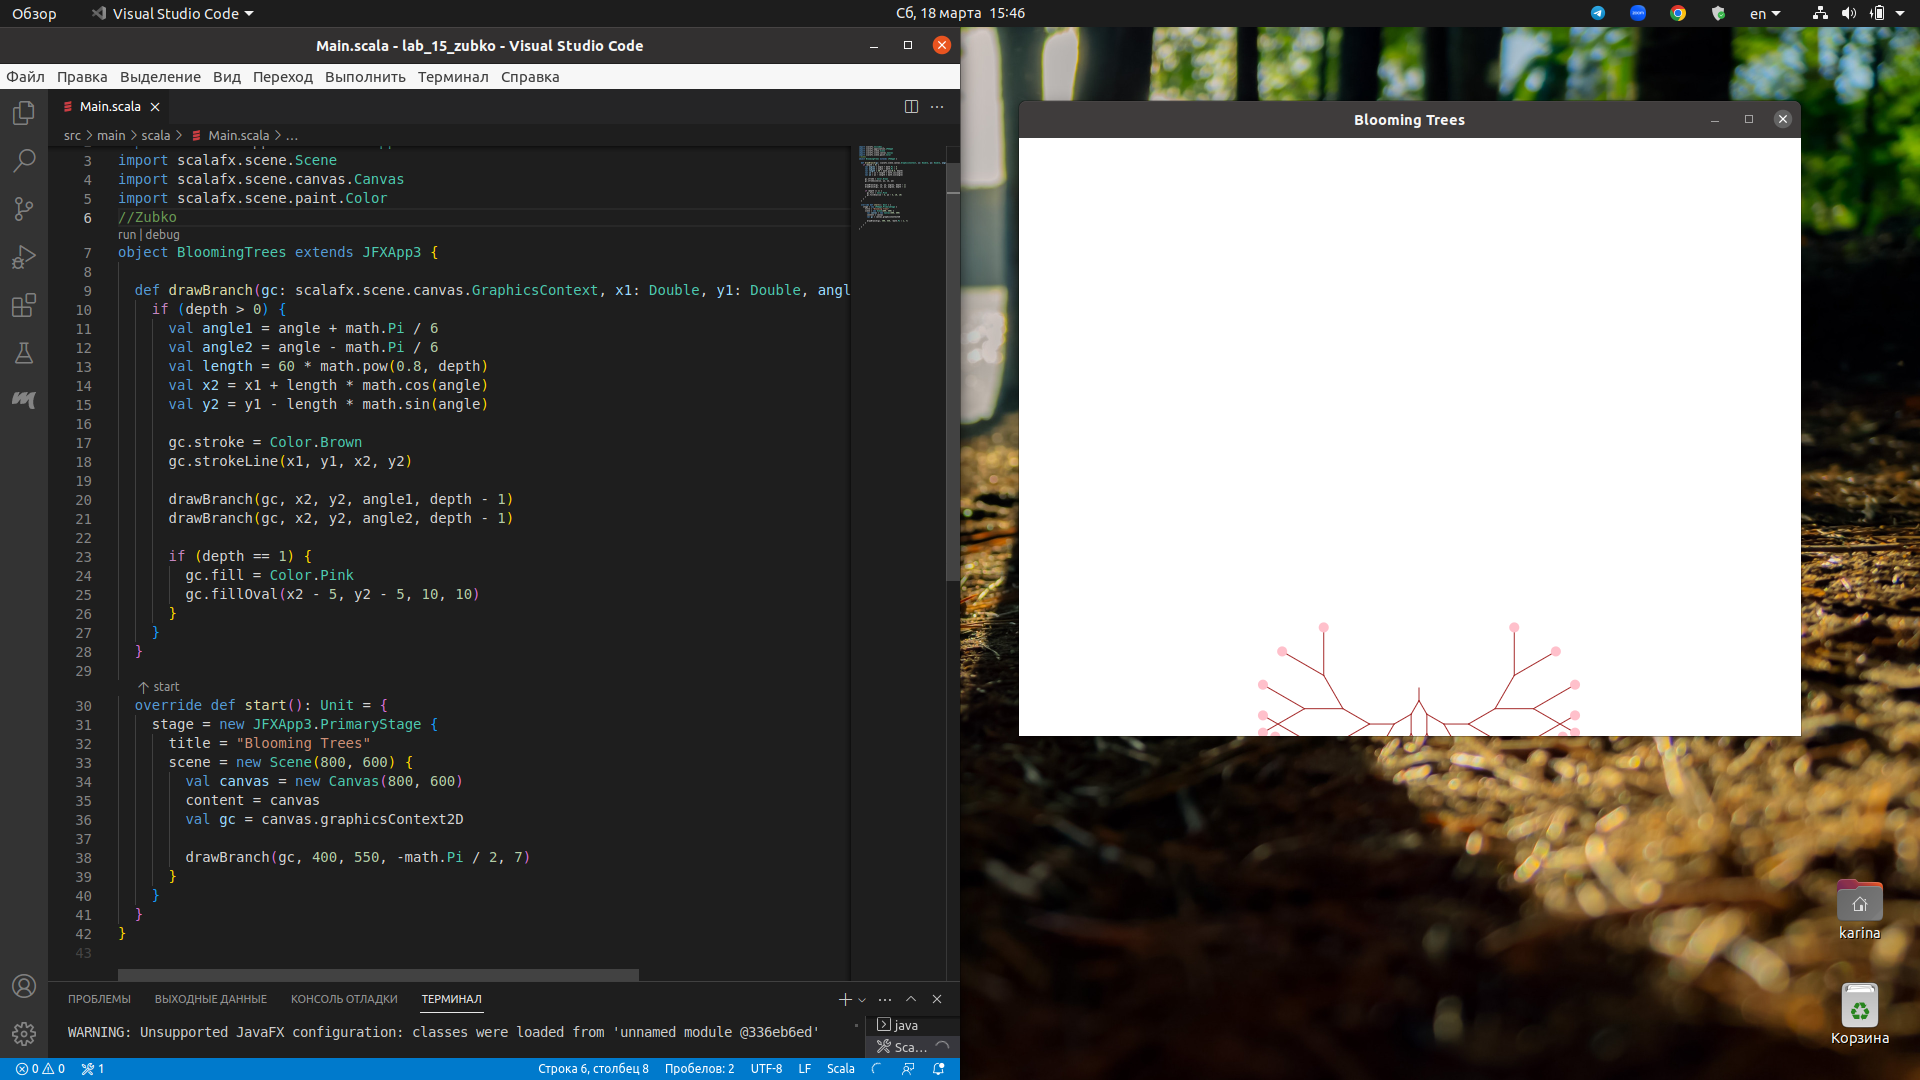 Обзор
Visual Studio Code
Сб, 18 марта 15:46
zoom
en
Main.scala - lab_15_zubko - Visual Studio Code
Файл Правка Выделение Вид Переход Выполнить Терминал Справка
Main.scala
src > main > scala > Main.scala > ...
3 import scalafx.scene.Scene
4 import scalafx.scene.canvas.Canvas
5 import scalafx.scene.paint.Color
6 //Zubko
run | debug
7 object BloomingTrees extends JFXApp3 {
8
9 def drawBranch(gc: scalafx.scene.canvas.GraphicsContext, x1: Double, y1: Double, angl
10 if (depth > 0) {
11 val angle1 = angle + math.Pi / 6
12 val angle2 = angle - math.Pi / 6
13 val length = 60 * math.pow(0.8, depth)
14 val x2 = x1 + length * math.cos(angle)
15 val y2 = y1 - length * math.sin(angle)
16
17 gc.stroke = Color.Brown
18 gc.strokeLine(x1, y1, x2, y2)
19
20 drawBranch(gc, x2, y2, angle1, depth - 1)
21 drawBranch(gc, x2, y2, angle2, depth - 1)
22
23 if (depth == 1) {
24 gc.fill = Color.Pink
25 gc.fillOval(x2 - 5, y2 - 5, 10, 10)
26 }
27 }
28 }
29
start
30 override def start(): Unit = {
31 stage = new JFXApp3.PrimaryStage {
32 title = "Blooming Trees"
33 scene = new Scene(800, 600) {
34 val canvas = new Canvas(800, 600)
35 content = canvas
36 val gc = canvas.graphicsContext2D
37
38 drawBranch(gc, 400, 550, -math.Pi / 2, 7)
39 }
40 }
41 }
42 }
43
ПРОБЛЕМЫ ВЫХОДНЫЕ ДАННЫЕ КОНСОЛЬ ОТЛАДКИ ТЕРМИНАЛ
WARNING: Unsupported JavaFX configuration: classes were loaded from 'unnamed module @336eb6ed'
java
Sca...
0 0 1
Строка 6, столбец 8 Пробелов: 2 UTF-8 LF Scala
Blooming Trees
karina
Корзина